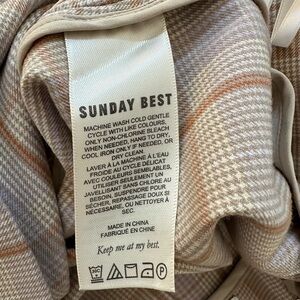 SUNDAY BEST
MACHINE WASH COLD GENTLE
CYCLE WITH LIKE COLOURS.
ONLY NON-CHLORINE BLEACH
WHEN NEEDED, HANG TO DRY,
COOL IRON ONLY IF NEEDED, OR
DRY CLEAN.
LAVER À LA MACHINE À L'EAU
FROIDE AU CYCLE DÉLICAT
AVEC COULEURS SEMBLABLES,
UTILISER SEULEMENT DU
JAVELLISANT SANS CHLORE AU
BESOIN, SUSPENDRE POUR
SÉCHER, REPASSAGE DOUX SI
NÉCESSAIRE, OU NETTOYER À
SEC.
MADE IN CHINA
FABRIQUÉ EN CHINE
Keep me at my best.